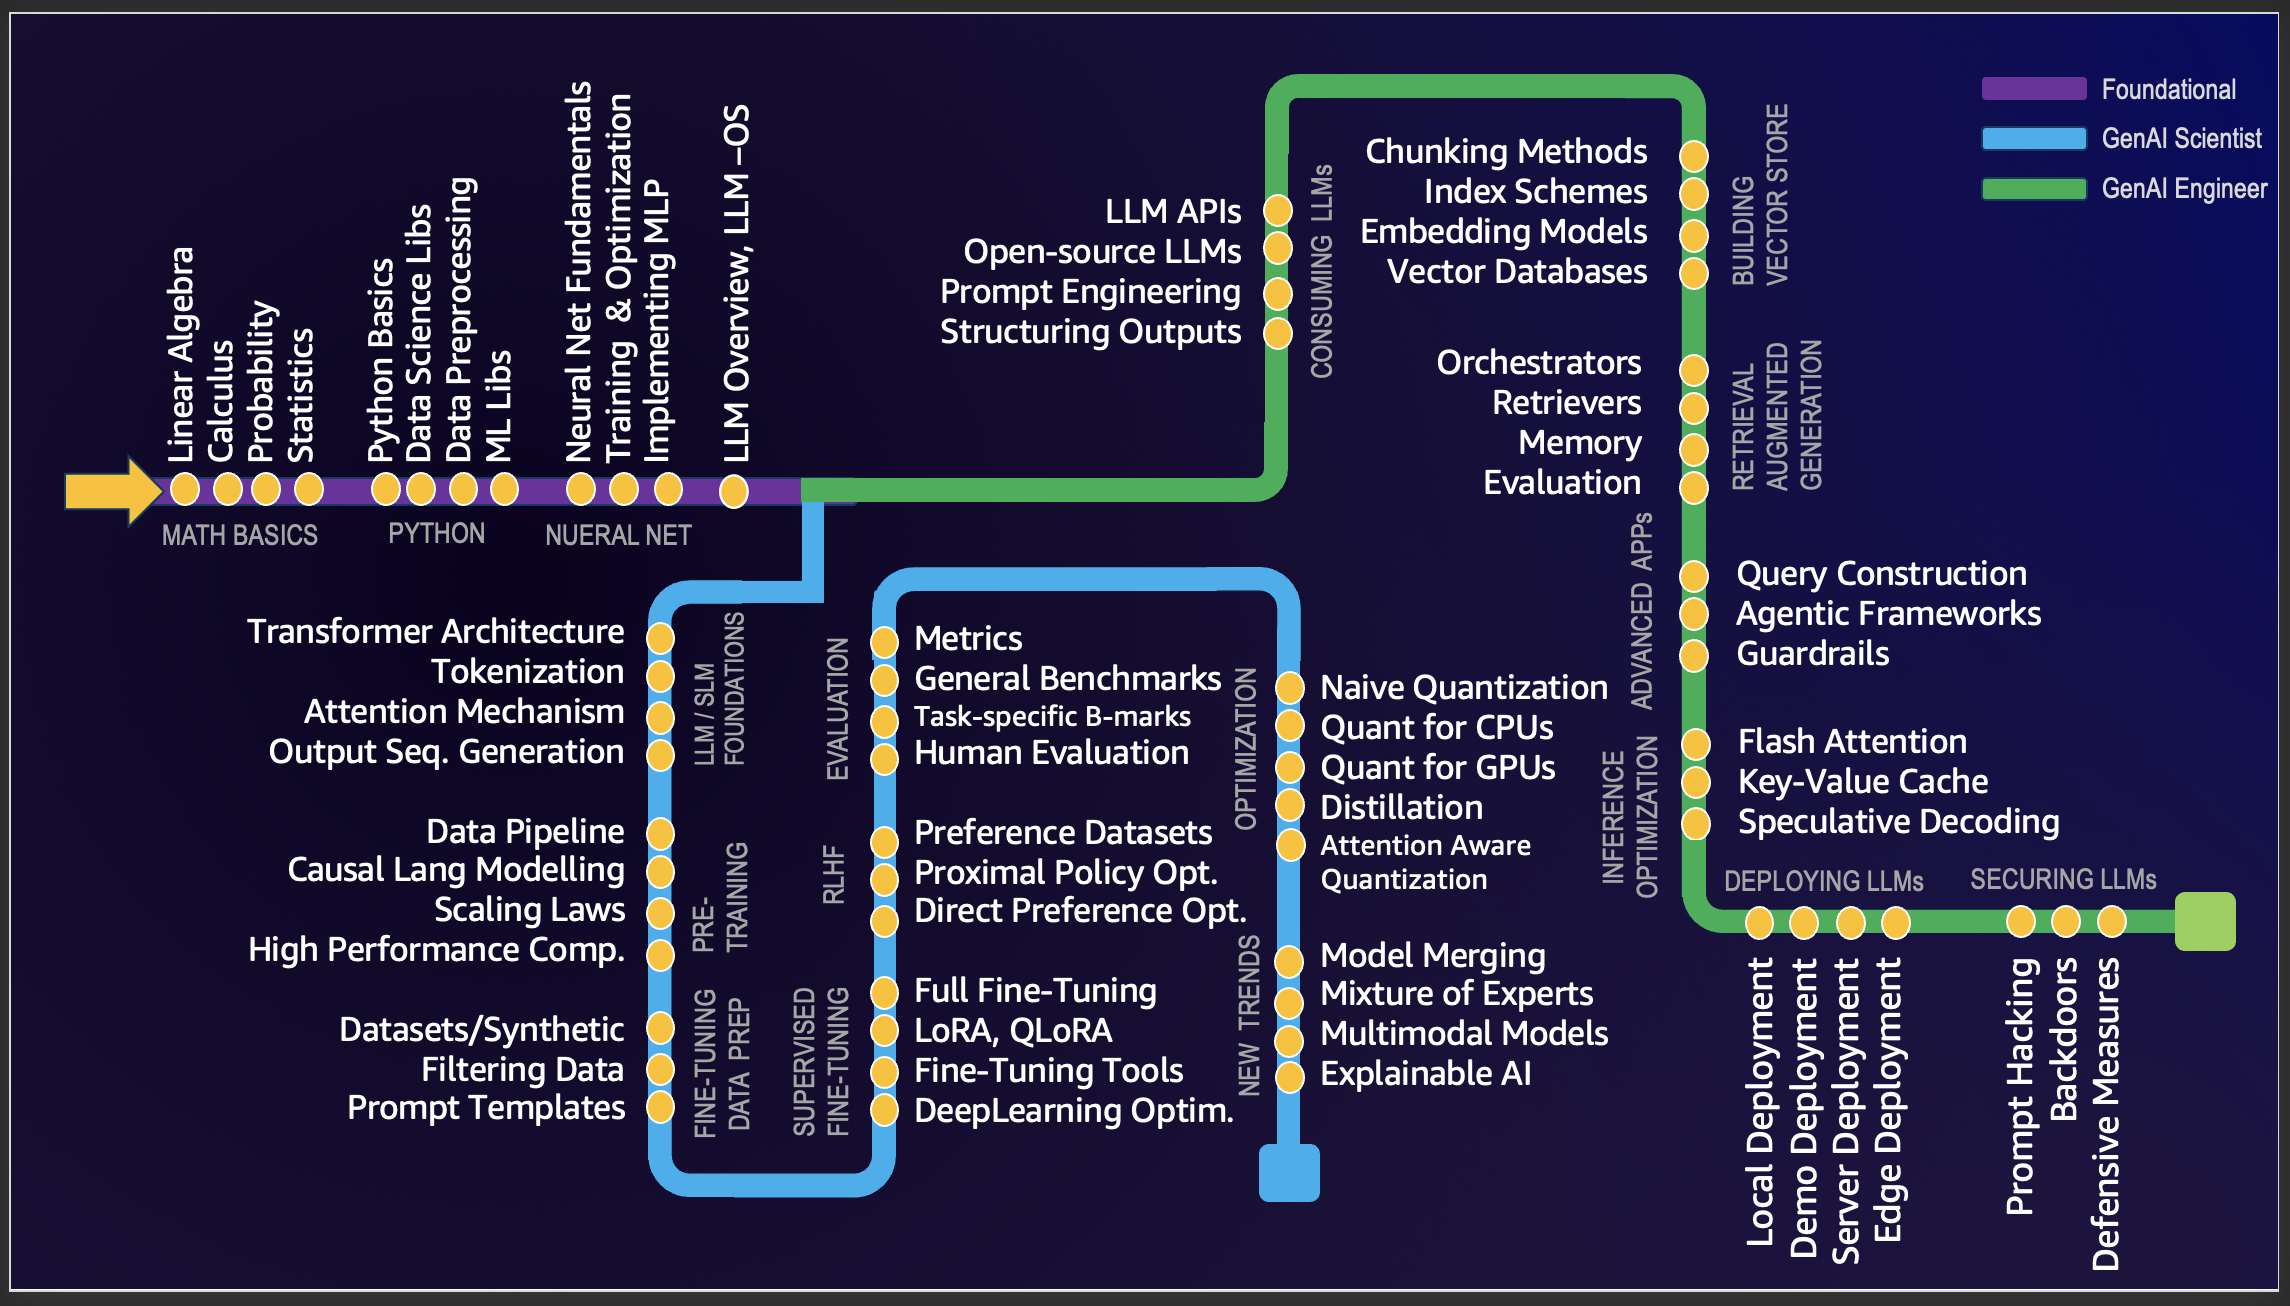 Foundational
GenAI Scientist
GenAI Engineer
Linear Algebra
Calculus
Probability
Statistics
MATH BASICS
Python Basics
Data Science Libs
Data Preprocessing
ML Libs
PYTHON
Neural Net Fundamentals
Training & Optimization
Implementing MLP
NUERAL NET
LLM Overview, LLM –OS
LLM APIs
Open-source LLMs
Prompt Engineering
Structuring Outputs
CONSUMING LLMs
Chunking Methods
Index Schemes
Embedding Models
Vector Databases
BUILDING
VECTOR STORE
Orchestrators
Retrievers
Memory
Evaluation
RETRIEVAL
AUGMENTED
GENERATION
ADVANCED APPs
Query Construction
Agentic Frameworks
Guardrails
INFERENCE
OPTIMIZATION
Flash Attention
Key-Value Cache
Speculative Decoding
DEPLOYING LLMs
Local Deployment
Demo Deployment
Server Deployment
Edge Deployment
SECURING LLMs
Prompt Hacking
Backdoors
Defensive Measures
Transformer Architecture
Tokenization
Attention Mechanism
Output Seq. Generation
LLM / SLM
FOUNDATIONS
Data Pipeline
Causal Lang Modelling
Scaling Laws
High Performance Comp.
PRE-
TRAINING
Datasets/Synthetic
Filtering Data
Prompt Templates
FINE-TUNING
DATA PREP
EVALUATION
Metrics
General Benchmarks
Task-specific B-marks
Human Evaluation
RLHF
Preference Datasets
Proximal Policy Opt.
Direct Preference Opt.
SUPERVISED
FINE-TUNING
Full Fine-Tuning
LoRA, QLoRA
Fine-Tuning Tools
DeepLearning Optim.
OPTIMIZATION
Naive Quantization
Quant for CPUs
Quant for GPUs
Distillation
Attention Aware
Quantization
NEW TRENDS
Model Merging
Mixture of Experts
Multimodal Models
Explainable AI